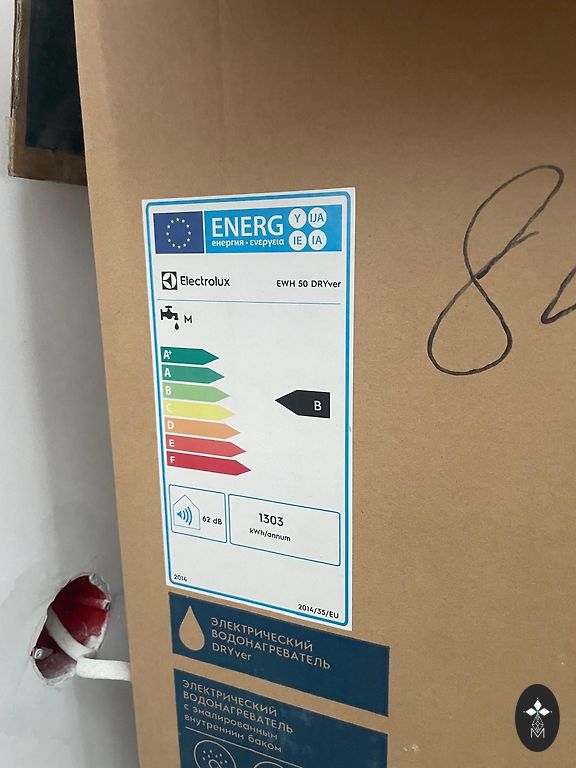 ENERG
Y IJA
IE IA
енергия · ενεργεια
Electrolux
EWH 50 DRYver
M
A+
A
B
C
D
E
F
B
62 dB
1303
kWh/annum
2014
2014/35/EU
ЭЛЕКТРИЧЕСКИЙ
ВОДОНАГРЕВАТЕЛЬ
DRYver
ЭЛЕКТРИЧЕСКИЙ
ВОДОНАГРЕВАТЕЛЬ
с эмалированным
внутренним баком
8
M